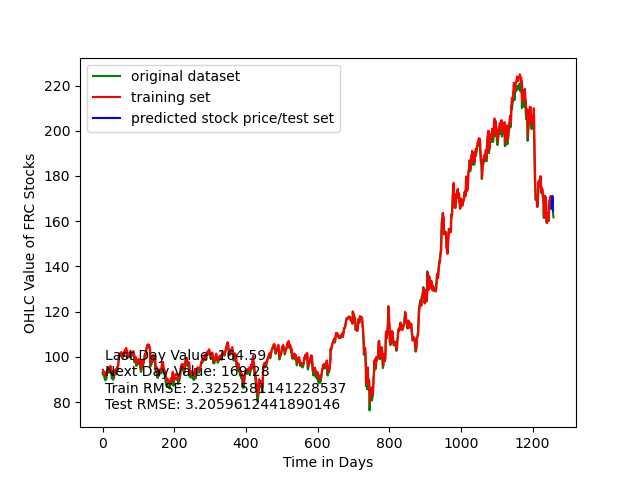 original dataset
training set
predicted stock price/test set
OHLC Value of FRC Stocks
220
200
180
160
140
120
100
80
Last Day Value: 164.59
Next Day Value:
Train RMSE: 2.3252581141228537
Test RMSE: 3.2059612441890146
0 200 400 600 800 1000 1200
Time in Days